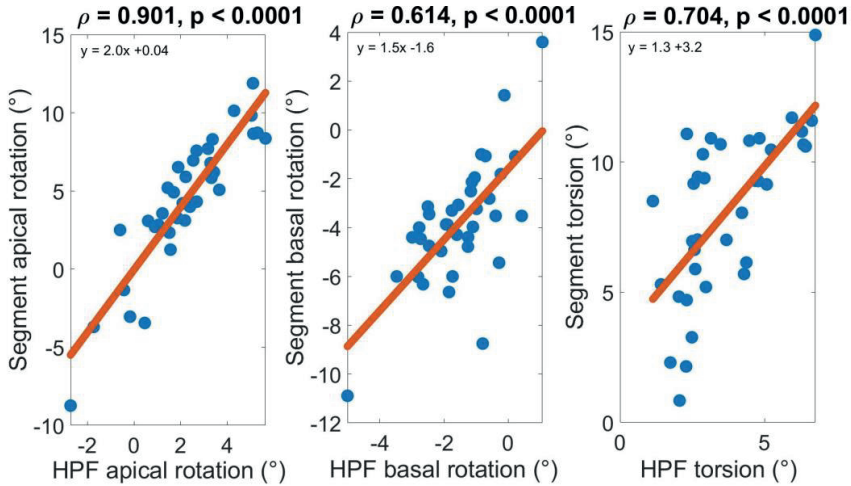 ρ = 0.901, p < 0.0001
y = 2.0x +0.04
Segment apical rotation (°)
15
10
5
0
-5
-10
-2
0
2
4
HPF apical rotation (°)
ρ = 0.614, p < 0.0001
y = 1.5x -1.6
Segment basal rotation (°)
4
2
0
-2
-4
-6
-8
-10
-12
-4
-2
0
HPF basal rotation (°)
ρ = 0.704, p < 0.0001
y = 1.3 +3.2
Segment torsion (°)
15
10
5
0
0
5
HPF torsion (°)